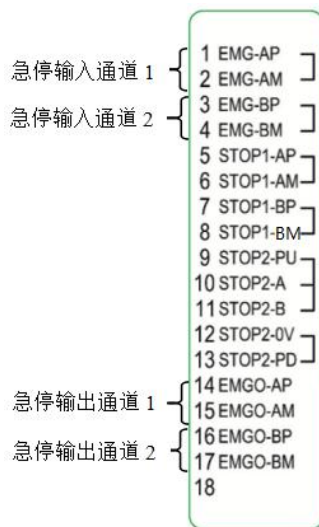 急停输入通道 1
急停输入通道 2
急停输出通道 1
急停输出通道 2
1 EMG-AP
2 EMG-AM
3 EMG-BP
4 EMG-BM
5 STOP1-AP
6 STOP1-AM
7 STOP1-BP
8 STOP1-BM
9 STOP2-PU
10 STOP2-A
11 STOP2-B
12 STOP2-0V
13 STOP2-PD
14 EMGO-AP
15 EMGO-AM
16 EMGO-BP
17 EMGO-BM
18